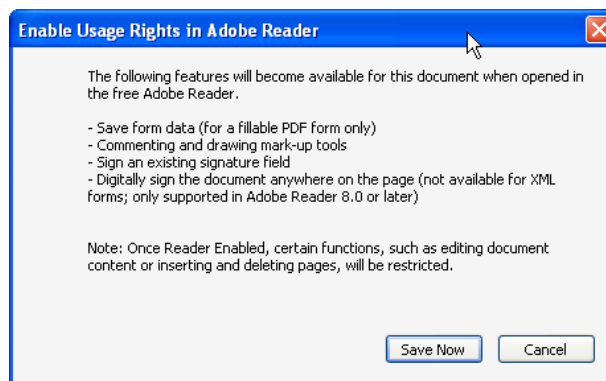 Enable Usage Rights in Adobe Reader
The following features will become available for this document when opened in
the free Adobe Reader.
- Save form data (for a fillable PDF form only)
- Commenting and drawing mark-up tools
- Sign an existing signature field
- Digitally sign the document anywhere on the page (not available for XML
forms; only supported in Adobe Reader 8.0 or later)
Note: Once Reader Enabled, certain functions, such as editing document
content or inserting and deleting pages, will be restricted.
Save Now Cancel